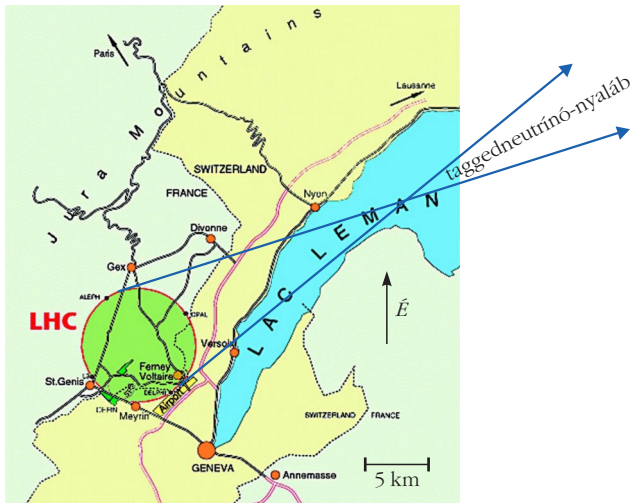 Paris
Jura Mountains
Lausanne
taggedneutrínó-nyaláb
SWITZERLAND
FRANCE
Nyon
LAC LEMAN
Divonne
Gex
ALEPH
OPAL
É
LHC
Versoix
Ferney
Voltaire
St.Genis
DELPHI
Airport
CERN
Meyrin
SWITZERLAND
FRANCE
GENEVA
Annemasse
5 km